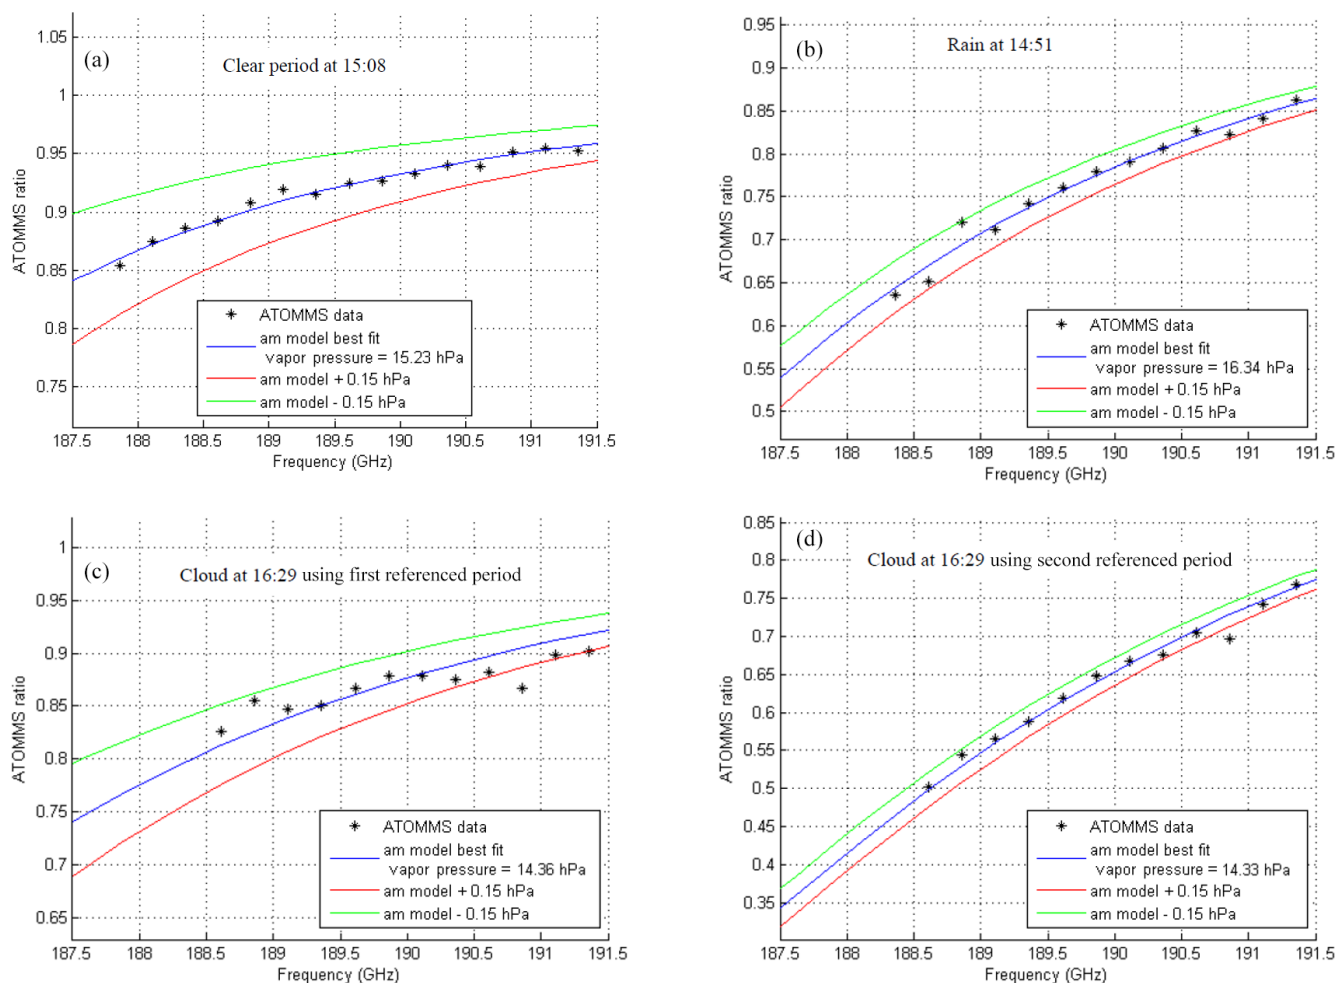 (a)
Clear period at 15:08
1.05
1
0.95
0.9
0.85
0.8
0.75
ATOMMS ratio
ATOMMS data
am model best fit
vapor pressure = 15.23 hPa
am model + 0.15 hPa
am model - 0.15 hPa
187.5 188 188.5 189 189.5 190 190.5 191 191.5
Frequency (GHz)
(b)
Rain at 14:51
0.95
0.9
0.85
0.8
0.75
0.7
0.65
0.6
0.55
0.5
ATOMMS ratio
ATOMMS data
am model best fit
vapor pressure = 16.34 hPa
am model + 0.15 hPa
am model - 0.15 hPa
187.5 188 188.5 189 189.5 190 190.5 191 191.5
Frequency (GHz)
(c)
Cloud at 16:29 using first referenced period
1
0.95
0.9
0.85
0.8
0.75
0.7
0.65
ATOMMS ratio
ATOMMS data
am model best fit
vapor pressure = 14.36 hPa
am model + 0.15 hPa
am model - 0.15 hPa
187.5 188 188.5 189 189.5 190 190.5 191 191.5
Frequency (GHz)
(d)
Cloud at 16:29 using second referenced period
0.85
0.8
0.75
0.7
0.65
0.6
0.55
0.5
0.45
0.4
0.35
ATOMMS ratio
ATOMMS data
am model best fit
vapor pressure = 14.33 hPa
am model + 0.15 hPa
am model - 0.15 hPa
187.5 188 188.5 189 189.5 190 190.5 191 191.5
Frequency (GHz)